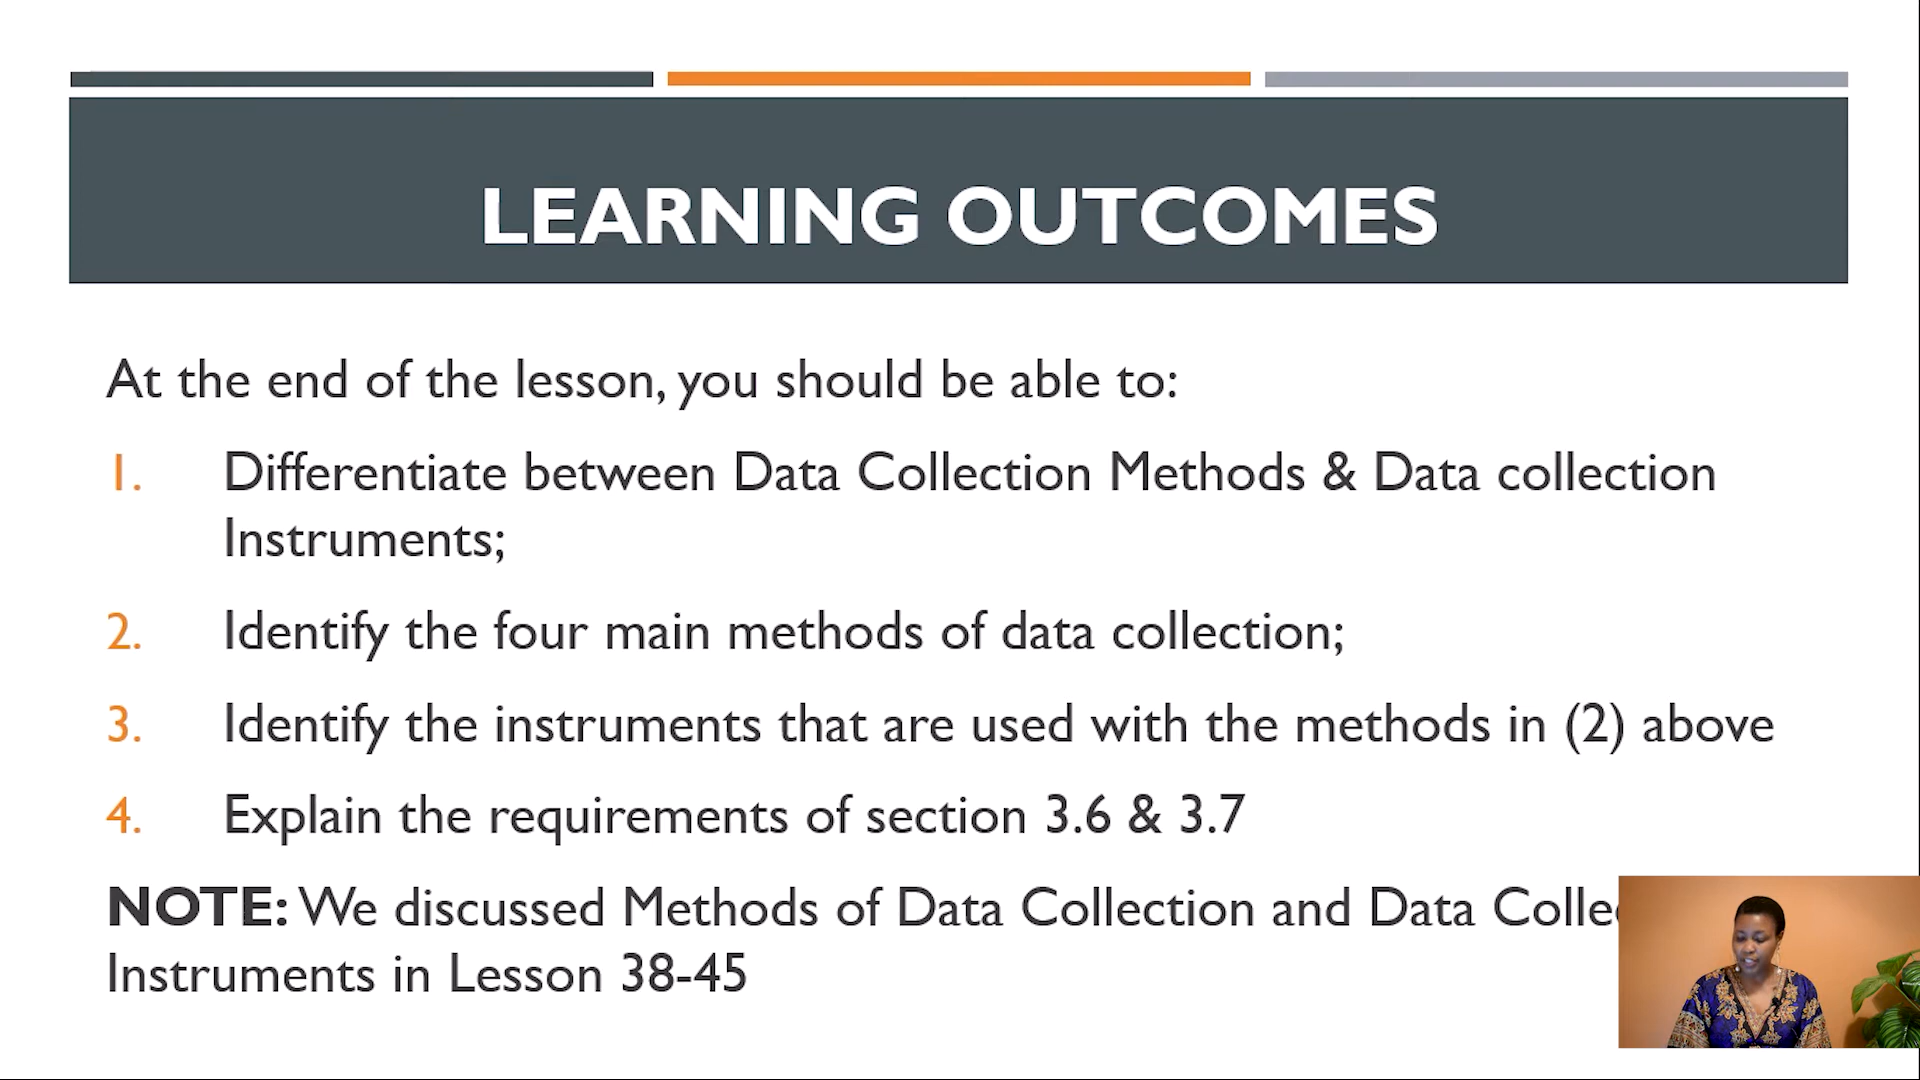 LEARNING OUTCOMES
At the end of the lesson, you should be able to:
1. Differentiate between Data Collection Methods & Data collection
Instruments;
2. Identify the four main methods of data collection;
3. Identify the instruments that are used with the methods in (2) above
4. Explain the requirements of section 3.6 & 3.7
NOTE: We discussed Methods of Data Collection and Data
Instruments in Lesson 38-45